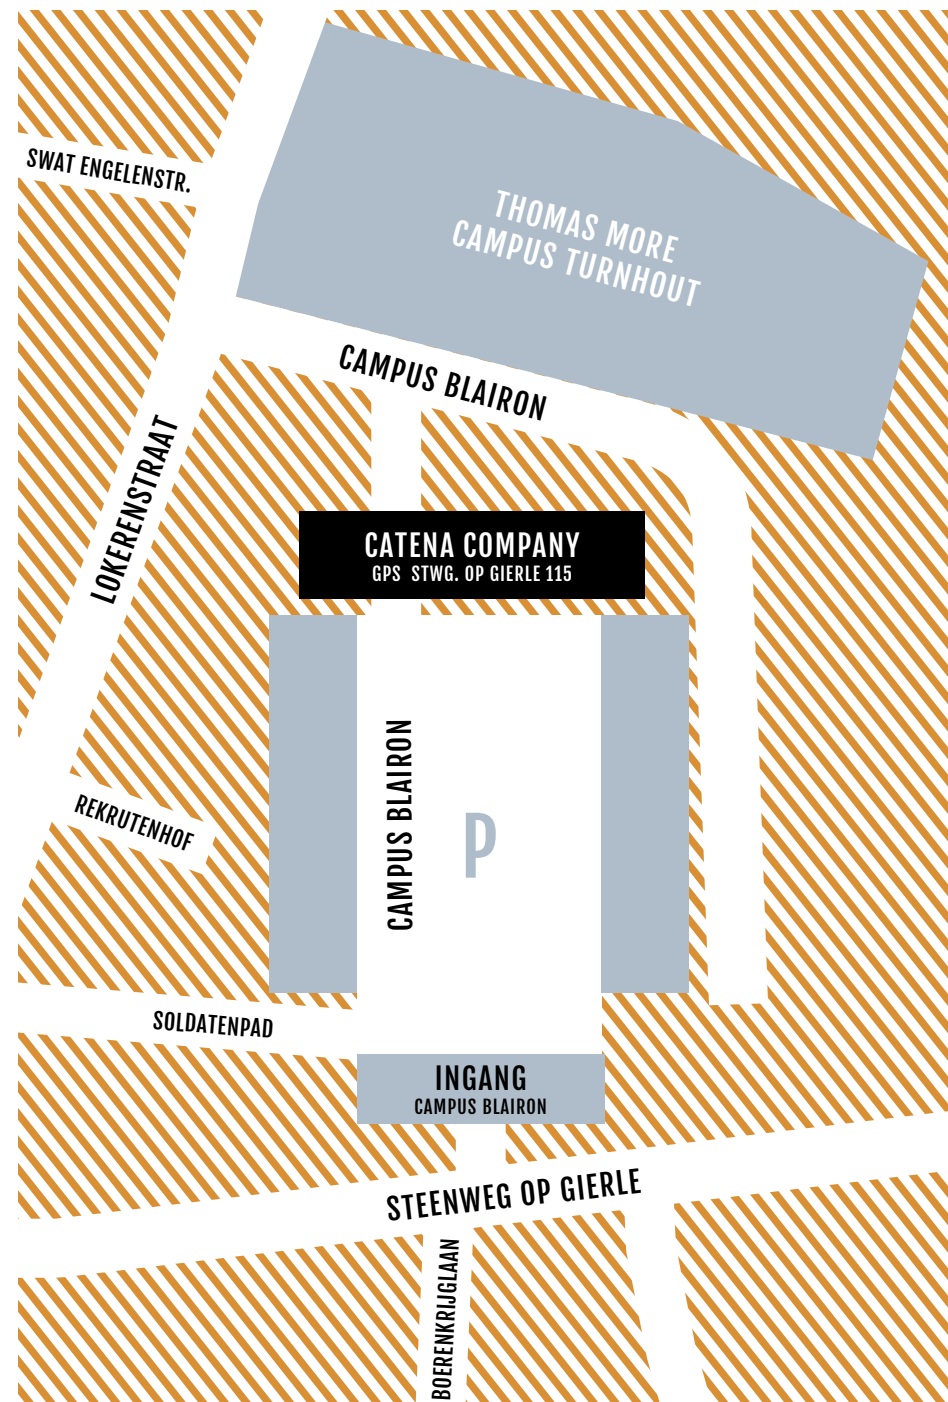 SWAT ENGELENSTR.
THOMAS MORE
CAMPUS TURNHOUT
CAMPUS BLAIRON
LOKERENSTRAAT
CATENA COMPANY
GPS STWG. OP GIERLE 115
CAMPUS BLAIRON
P
REKRUTENHOF
SOLDATENPAD
INGANG
CAMPUS BLAIRON
STEENWEG OP GIERLE
BOERENKRIJGLAAN